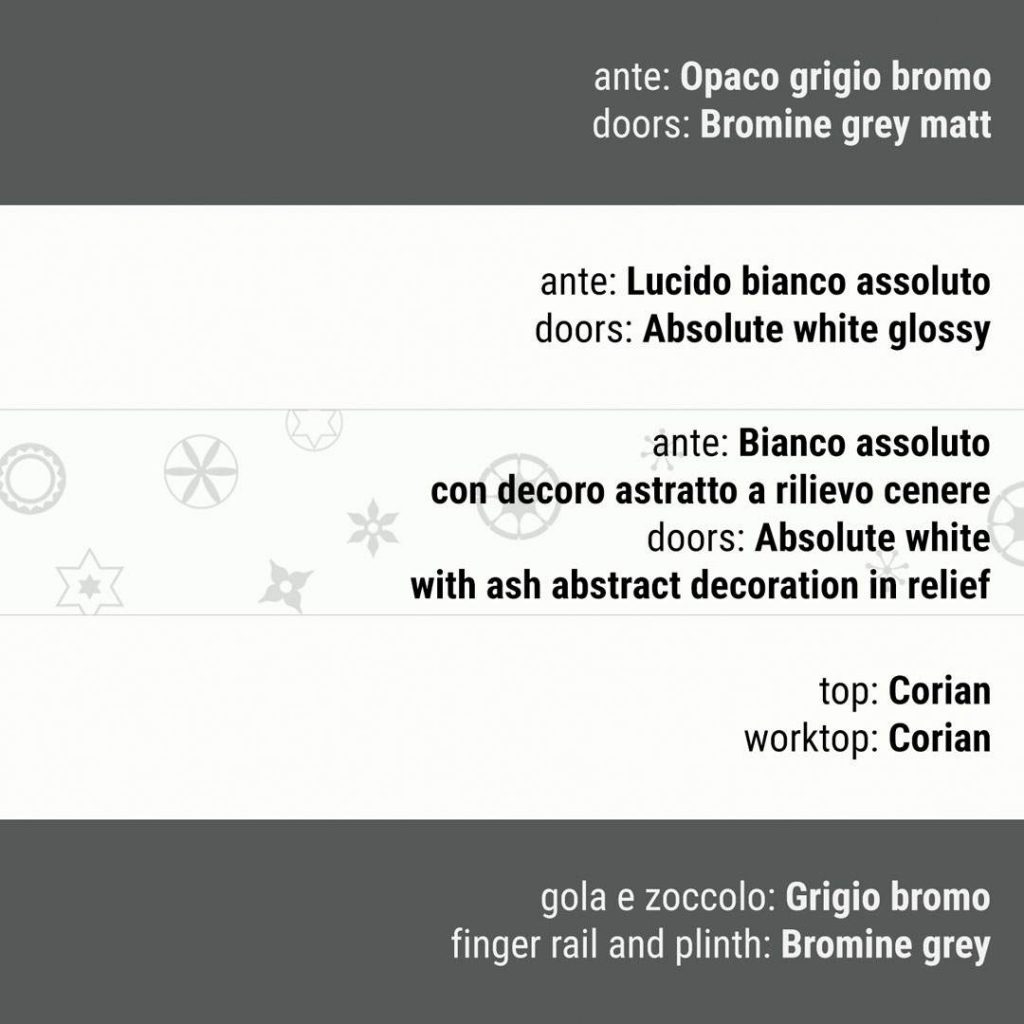 ante: Opaco grigio bromo
doors: Bromine grey matt
ante: Lucido bianco assoluto
doors: Absolute white glossy
ante: Bianco assoluto
con decoro astratto a rilievo cenere
doors: Absolute white
with ash abstract decoration in relief
top: Corian
worktop: Corian
gola e zoccolo: Grigio bromo
finger rail and plinth: Bromine grey